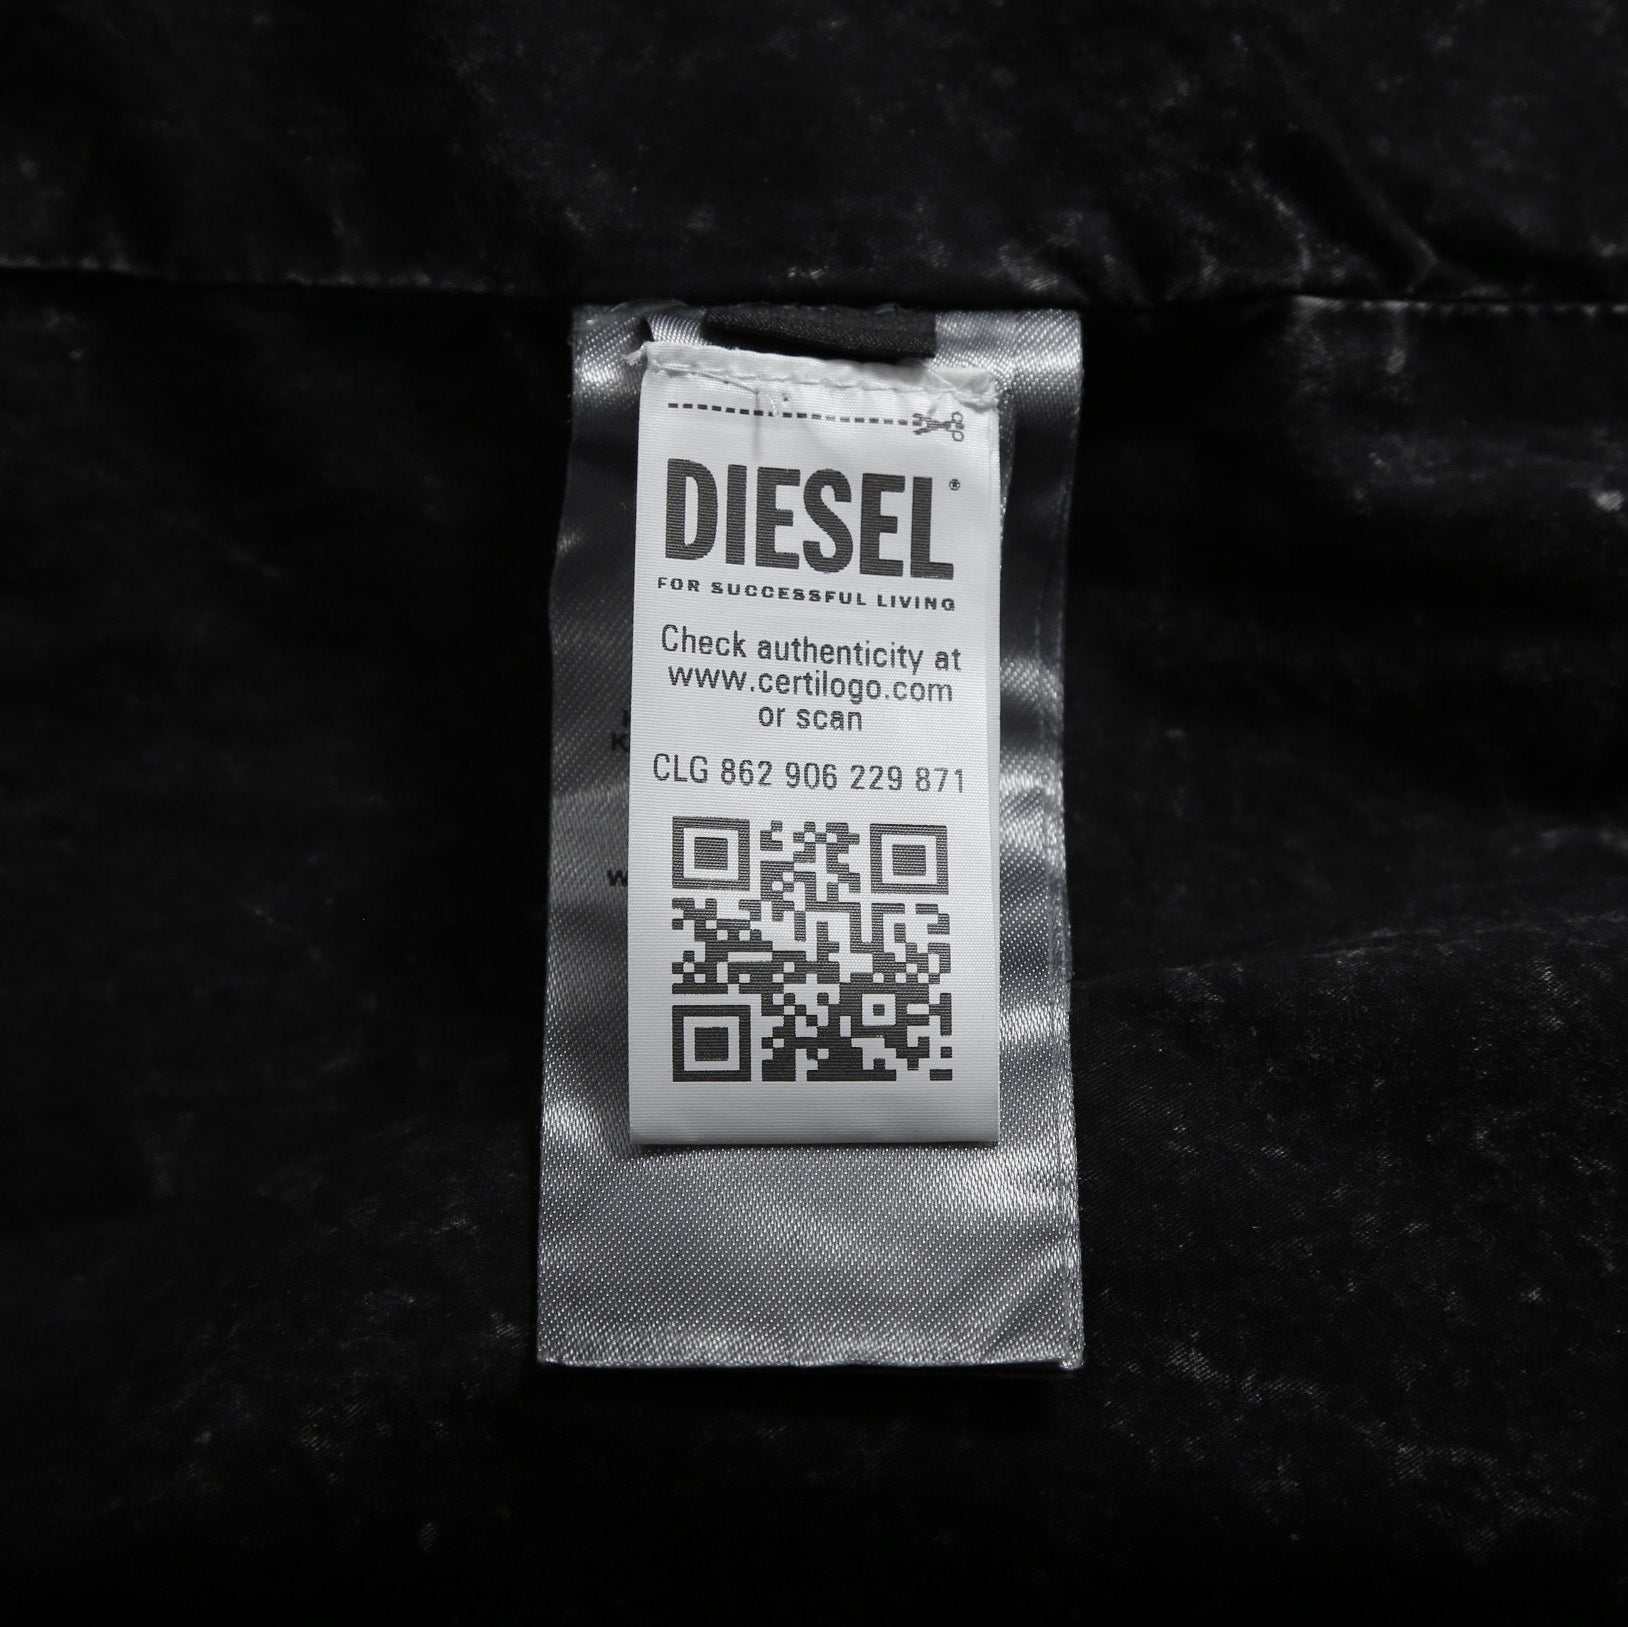 DIESEL®
FOR SUCCESSFUL LIVING
Check authenticity at
www.certilogo.com
or scan
CLG 862 906 229 871